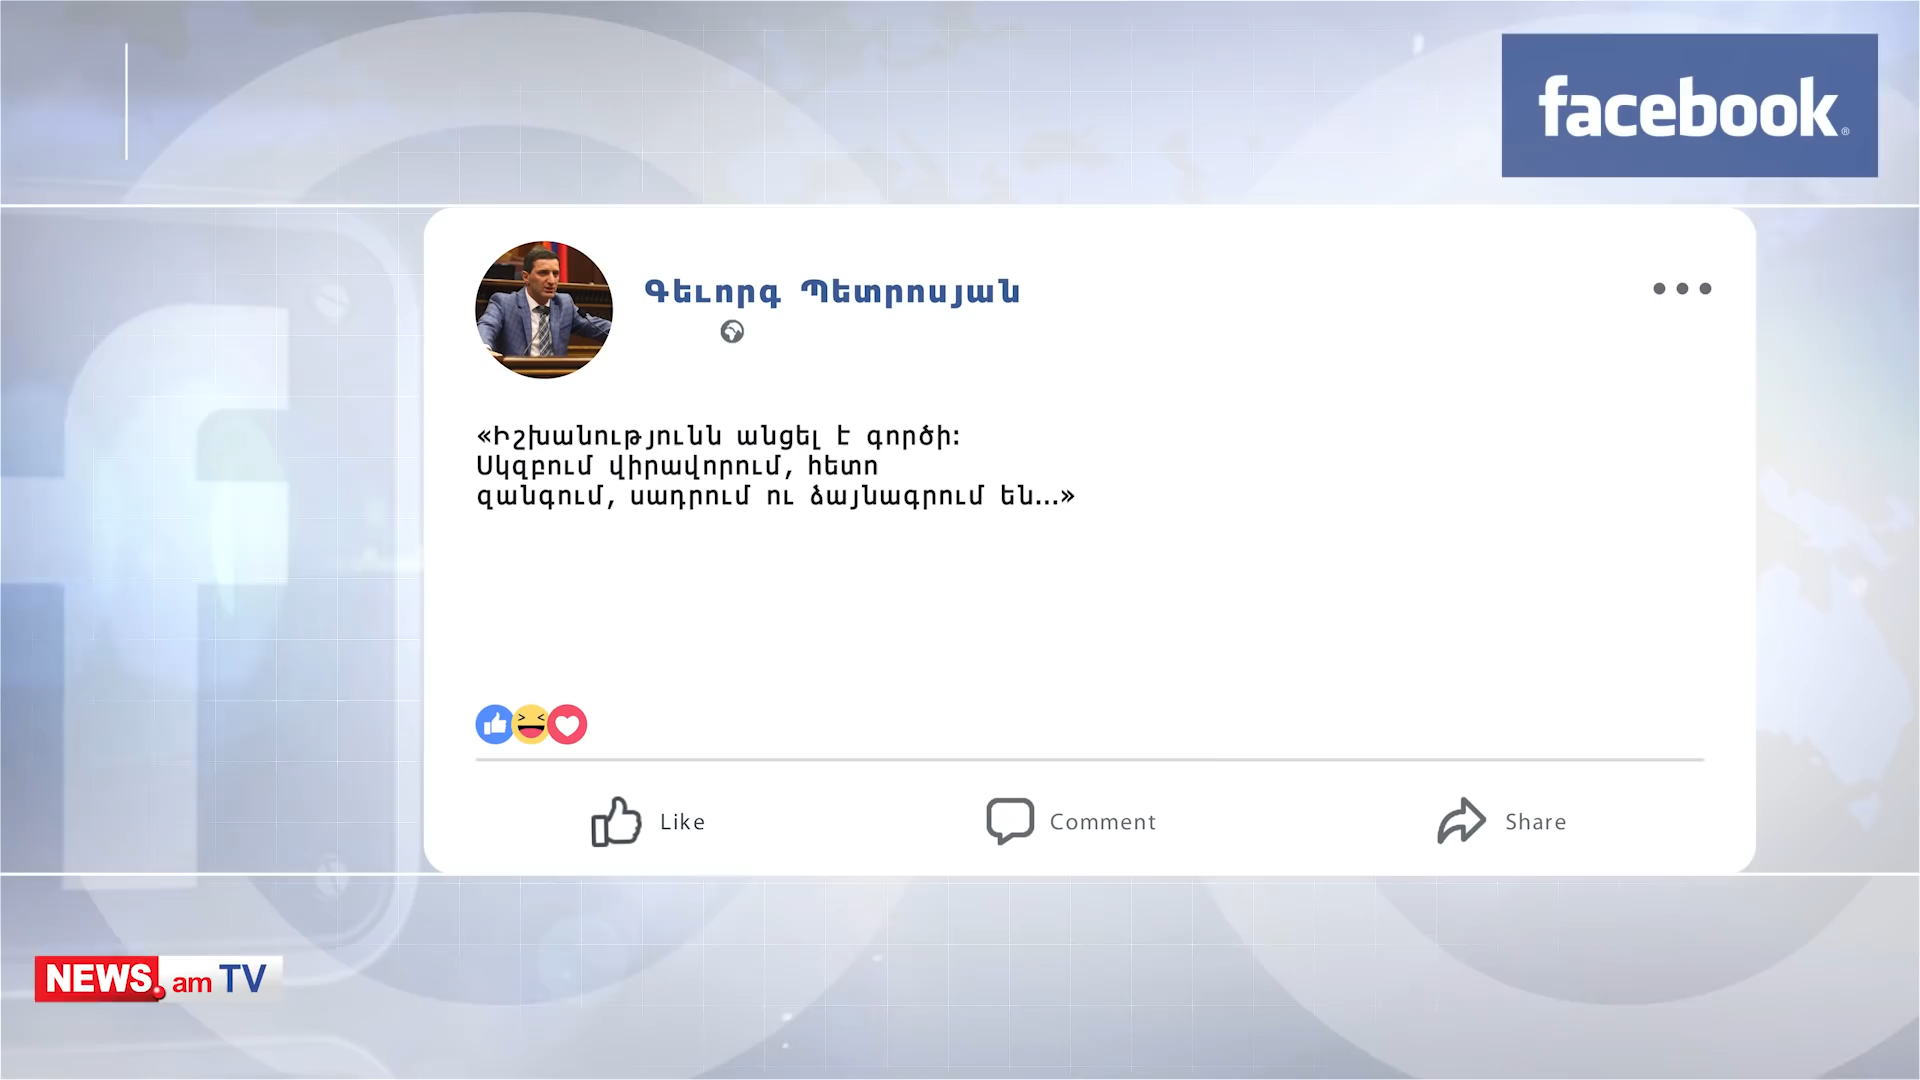 facebook®
Գեւորգ Պետրոսյան
«Իշխանությունն անցել է գործի:
Սկզբում վիրավորում, հետո
զանգում, սադրում ու ձայնագրում են...»
Like
Comment
Share
NEWS.am TV